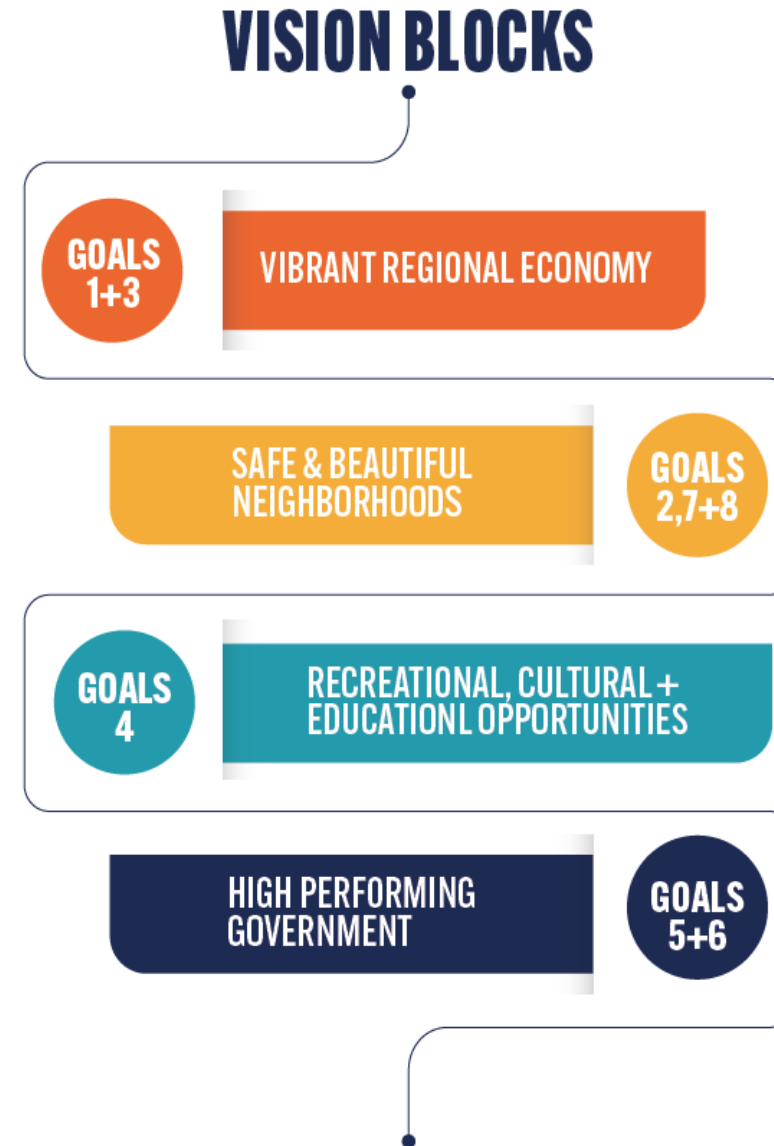 VISION BLOCKS
GOALS
1+3
VIBRANT REGIONAL ECONOMY
SAFE & BEAUTIFUL
NEIGHBORHOODS
GOALS
2,7+8
GOALS
4
RECREATIONAL, CULTURAL +
EDUCATIONL OPPORTUNITIES
HIGH PERFORMING
GOVERNMENT
GOALS
5+6